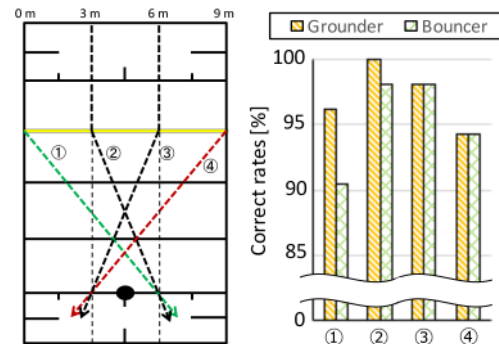 0 m 3 m 6 m 9 m
① ② ③ ④
Grounder Bouncer
Correct rates [%]
100
95
90
85
0
① ② ③ ④